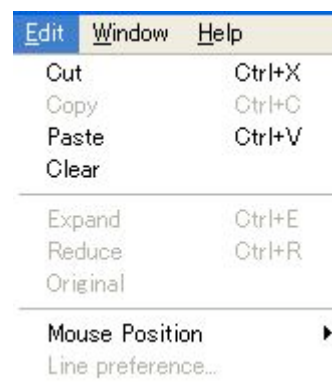 Edit Window Help
Cut Ctrl+X
Copy Ctrl+C
Paste Ctrl+V
Clear
Expand Ctrl+E
Reduce Ctrl+R
Original
Mouse Position
Line preference...